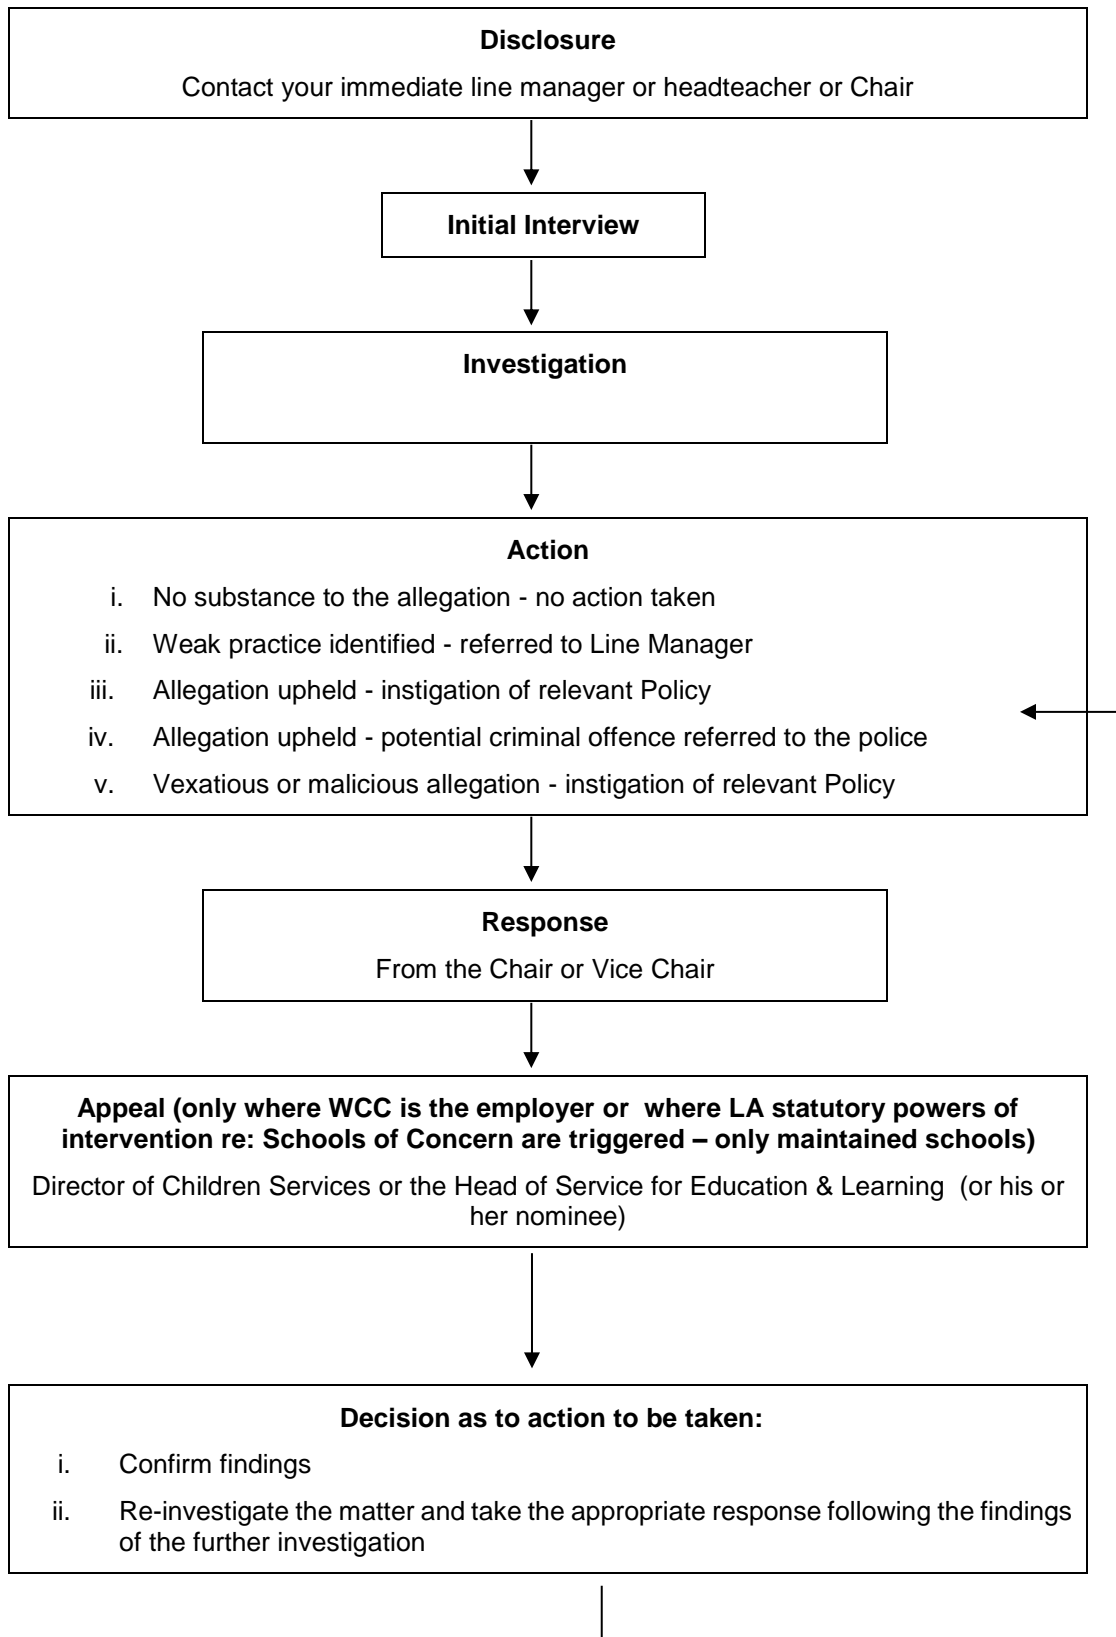 Disclosure
Contact your immediate line manager or headteacher or Chair
Initial Interview
Investigation
Action
i. No substance to the allegation - no action taken
ii. Weak practice identified - referred to Line Manager
iii. Allegation upheld - instigation of relevant Policy
iv. Allegation upheld - potential criminal offence referred to the police
v. Vexatious or malicious allegation - instigation of relevant Policy
Response
From the Chair or Vice Chair
Appeal (only where WCC is the employer or where LA statutory powers of
intervention re: Schools of Concern are triggered – only maintained schools)
Director of Children Services or the Head of Service for Education & Learning (or his or
her nominee)
Decision as to action to be taken:
i. Confirm findings
ii. Re-investigate the matter and take the appropriate response following the findings
of the further investigation